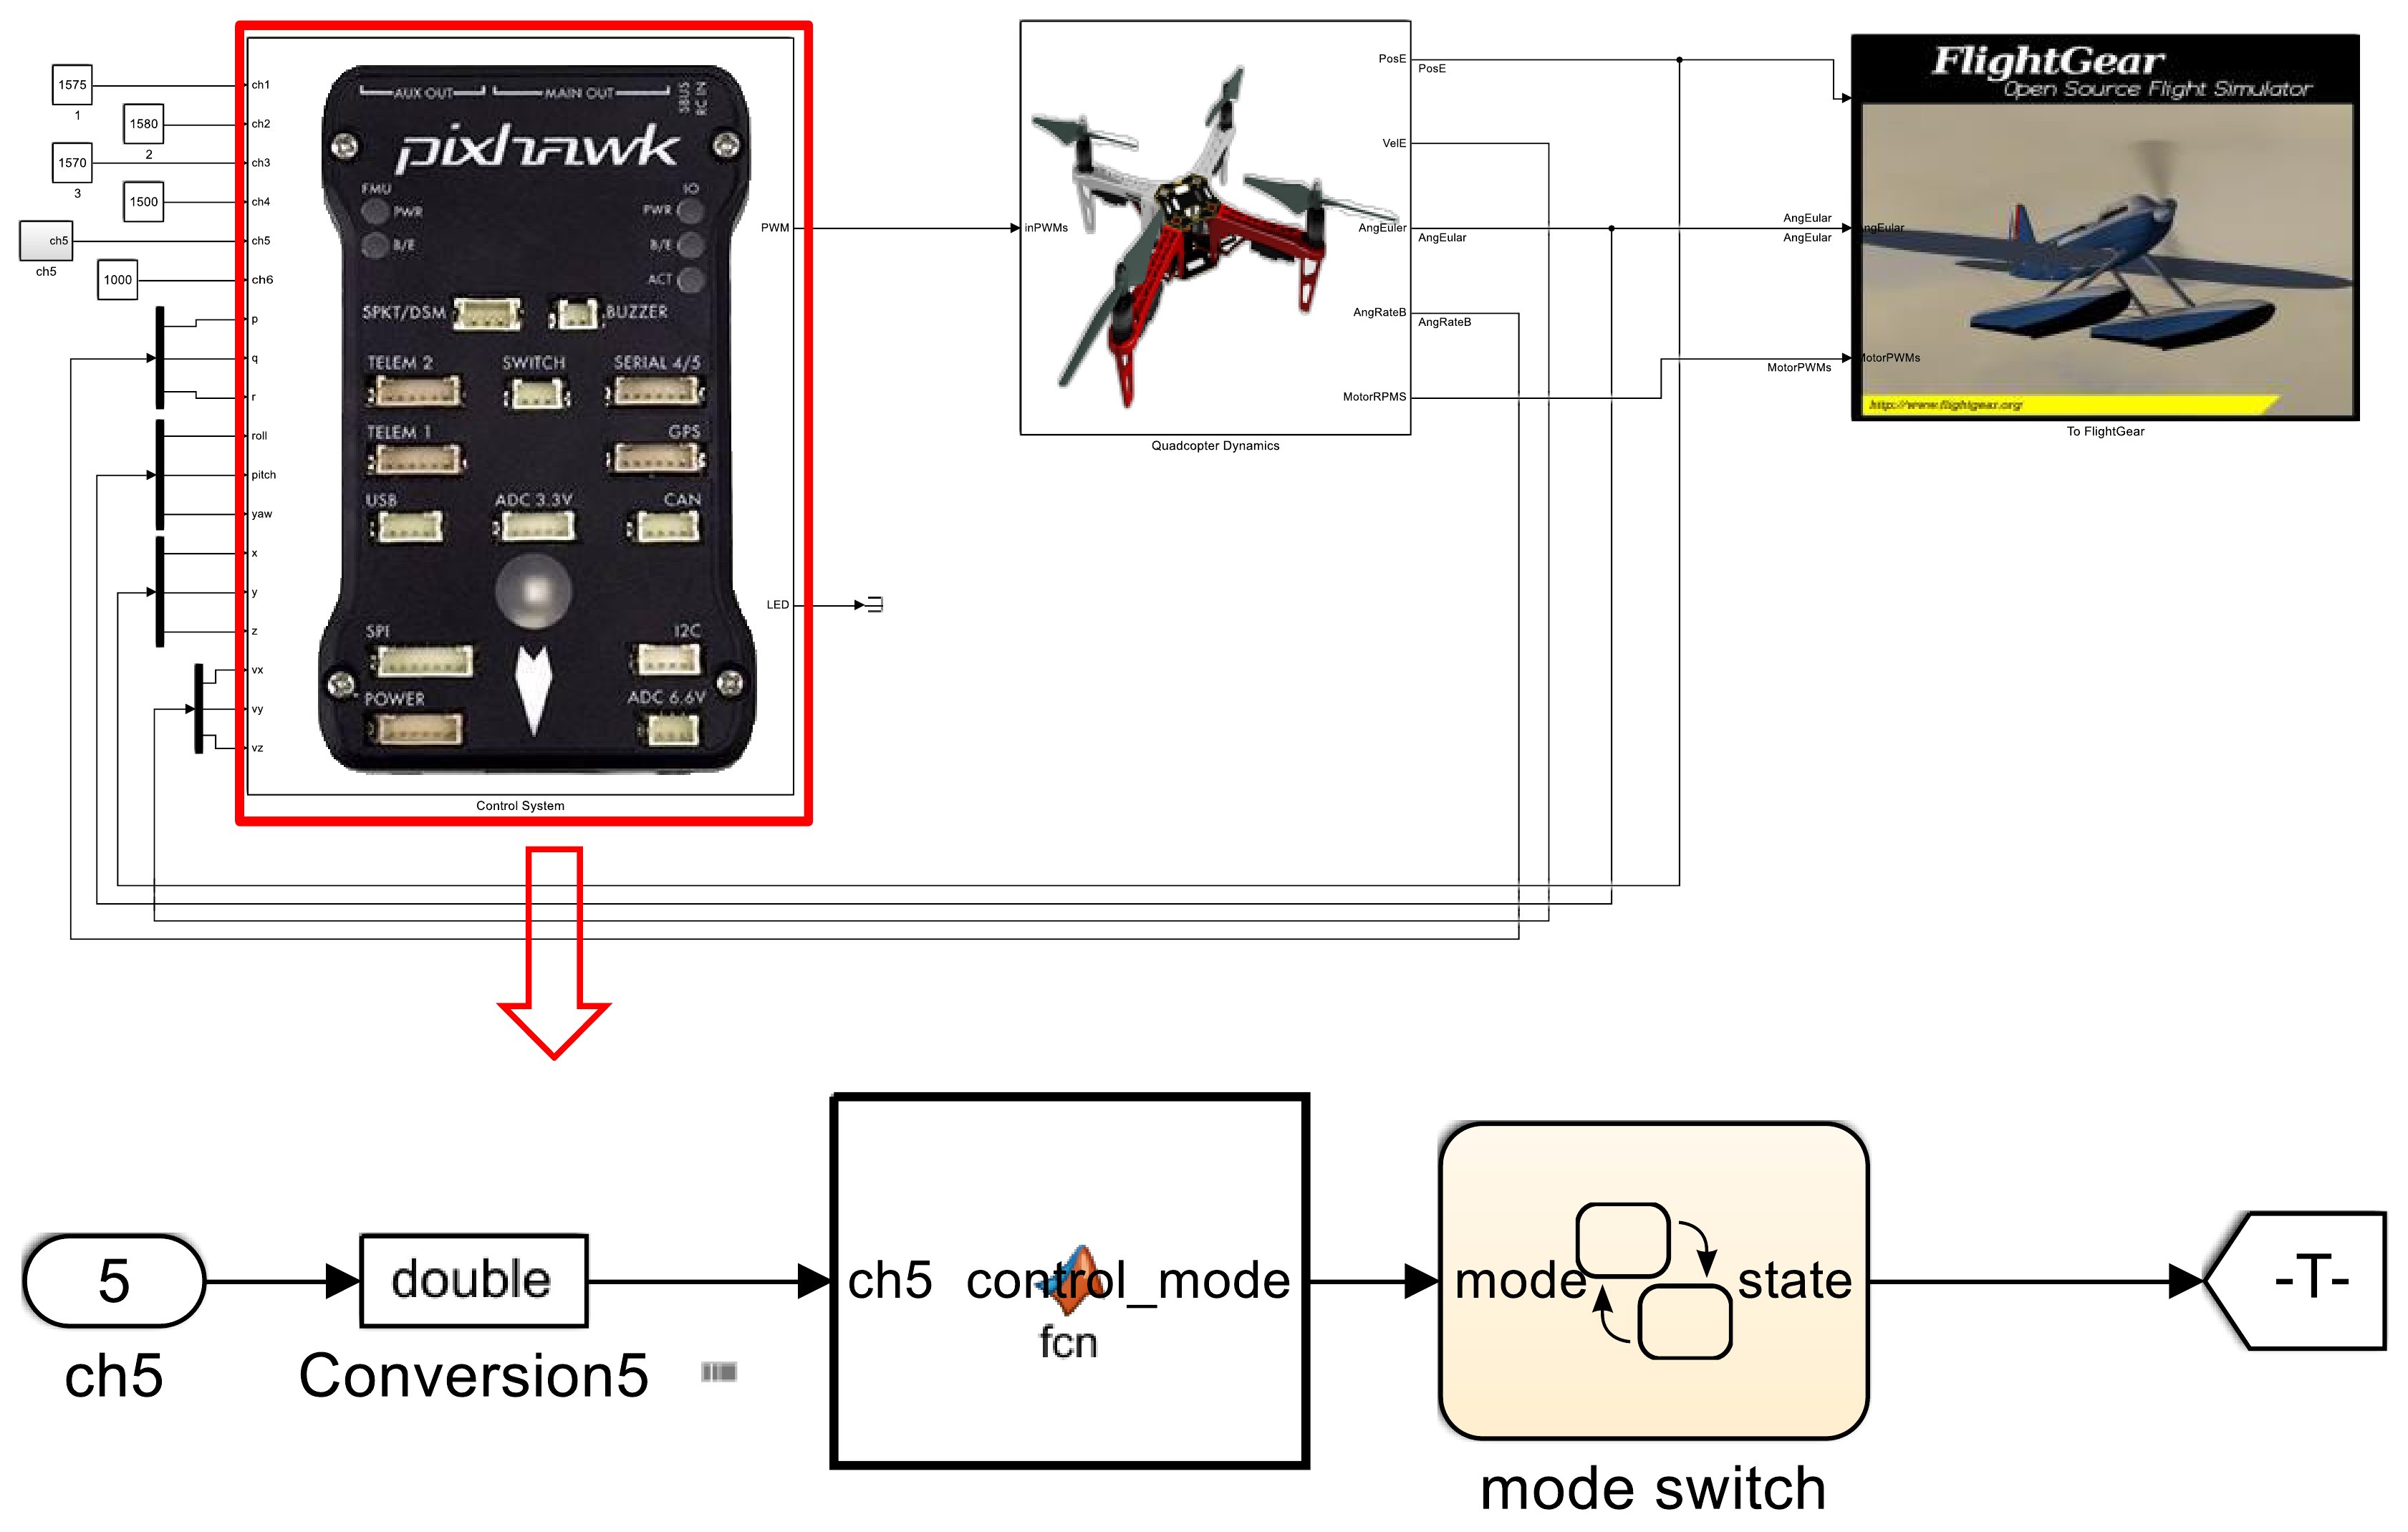 1575
1
1580
2
1570
3
1500
ch5
ch5
1000
ch1
ch2
ch3
ch4
ch5
ch6
p
q
r
roll
pitch
yaw
x
y
z
vx
vy
vz
AUX OUT
MAIN OUT
SBUS
RC IN
pixhawk
FMU
IO
PWR
PWR
B/E
B/E
ACT
SPKT/DSM
BUZZER
TELEM 2
SWITCH
SERIAL 4/5
TELEM 1
GPS
USB
ADC 3.3V
CAN
SPI
I2C
POWER
ADC 6.6V
PWM
LED
Control System
inPWMs
PosE
VelE
AngEuler
AngRateB
MotorRPMS
Quadcopter Dynamics
PosE
AngEular
AngRateB
AngEular
AngEular
MotorPWMs
FlightGear
Open Source Flight Simulator
AngEular
MotorPWMs
http://www.flightgear.org/
To FlightGear
5
ch5
double
Conversion5
ch5
control_mode
fcn
mode
state
mode switch
-T-